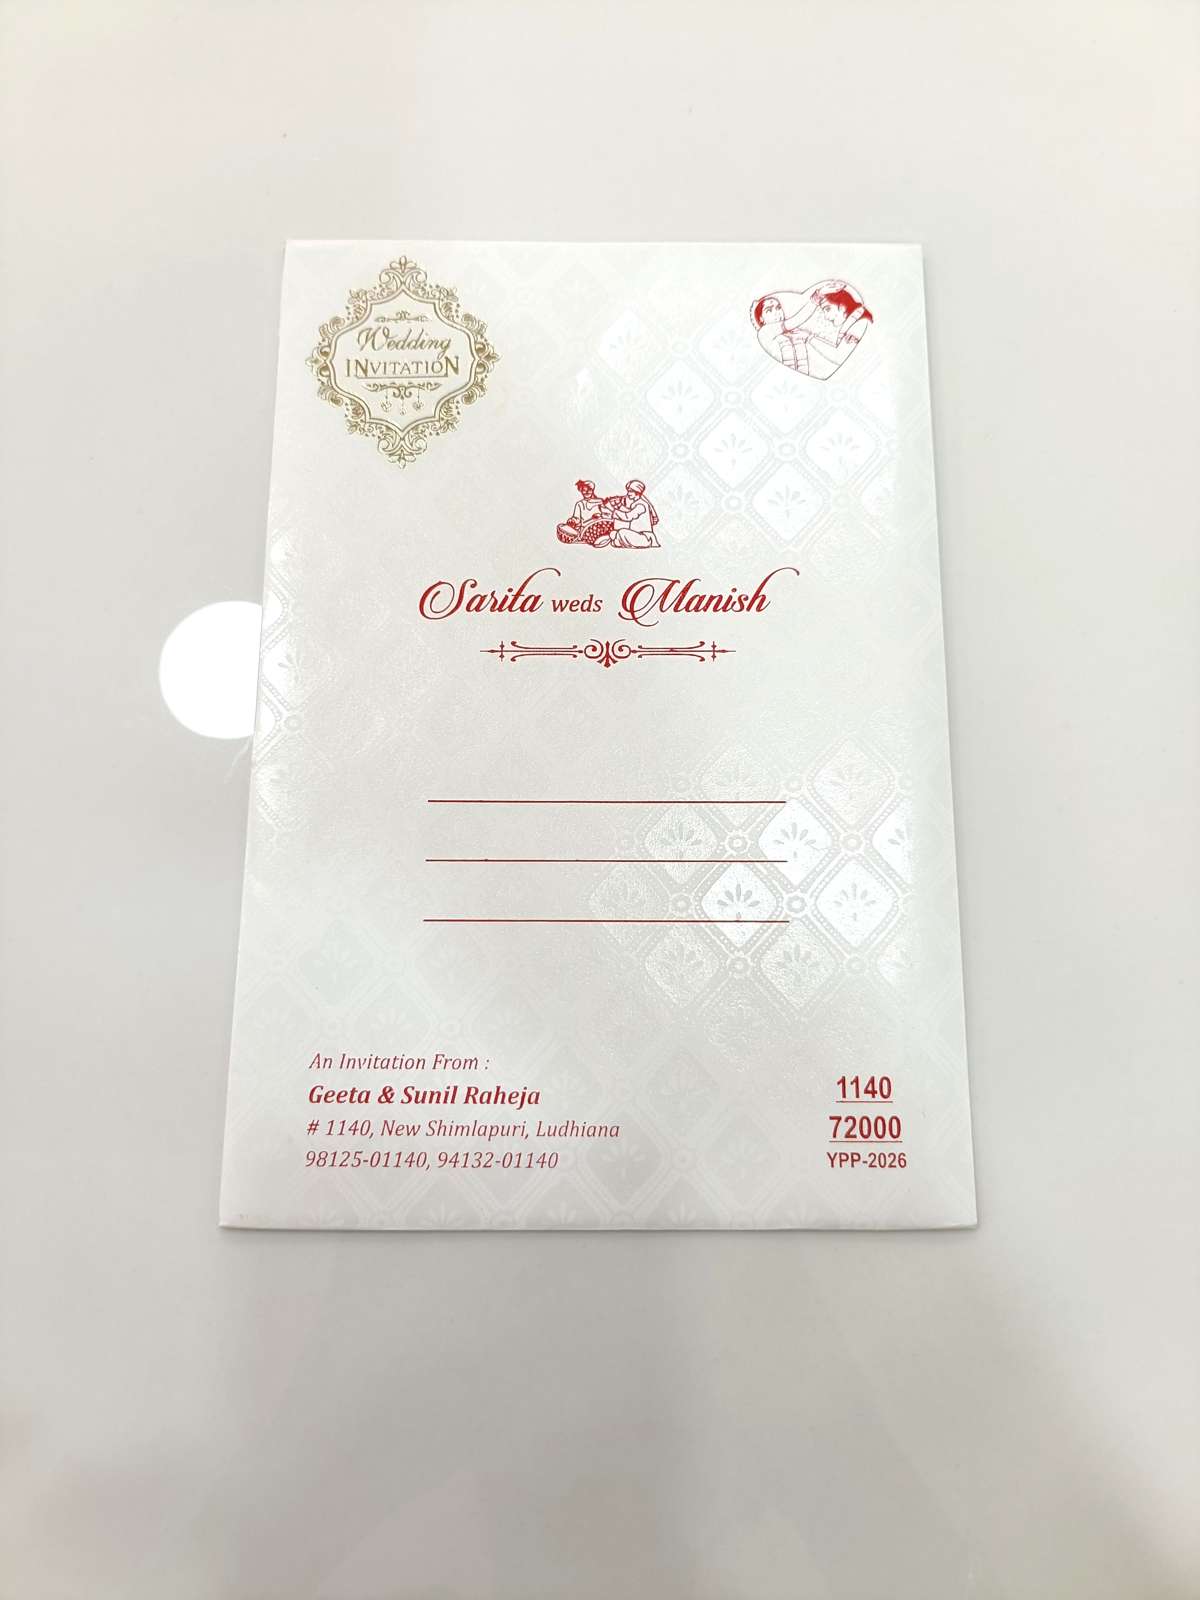 Wedding
INVITATION
Sarita weds Manish
An Invitation From :
Geeta & Sunil Raheja
# 1140, New Shimlapuri, Ludhiana
98125-01140, 94132-01140
1140
72000
YPP-2026